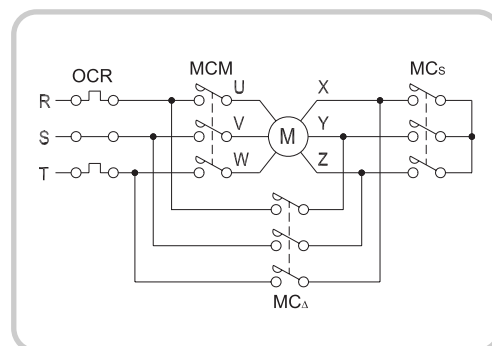 OCR MCM U X MCs
R V Y
S M
T W Z
MCΔ